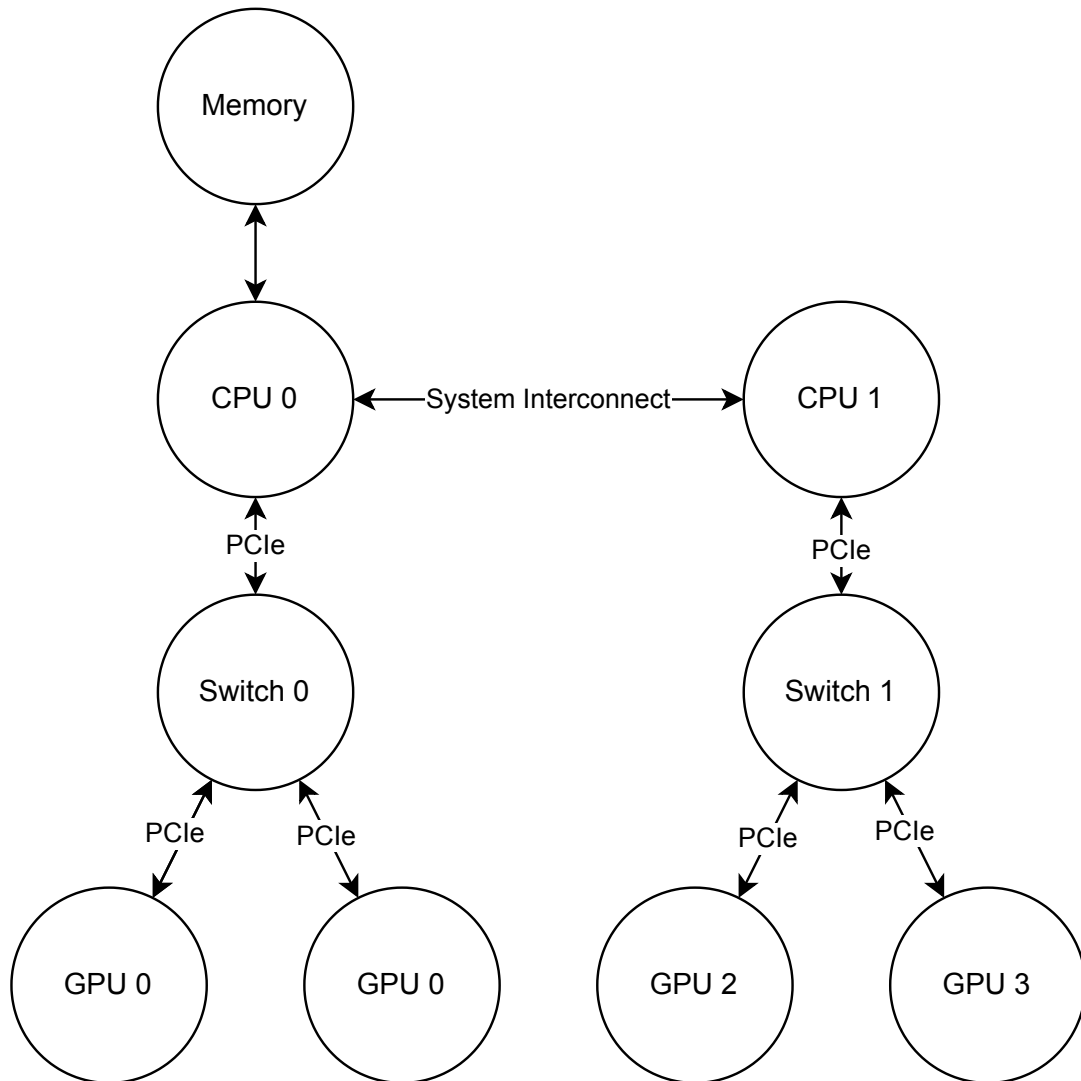 Memory
CPU 0
System Interconnect
CPU 1
PCIe
PCIe
Switch 0
Switch 1
PCIe
PCIe
PCIe
PCIe
GPU 0
GPU 0
GPU 2
GPU 3